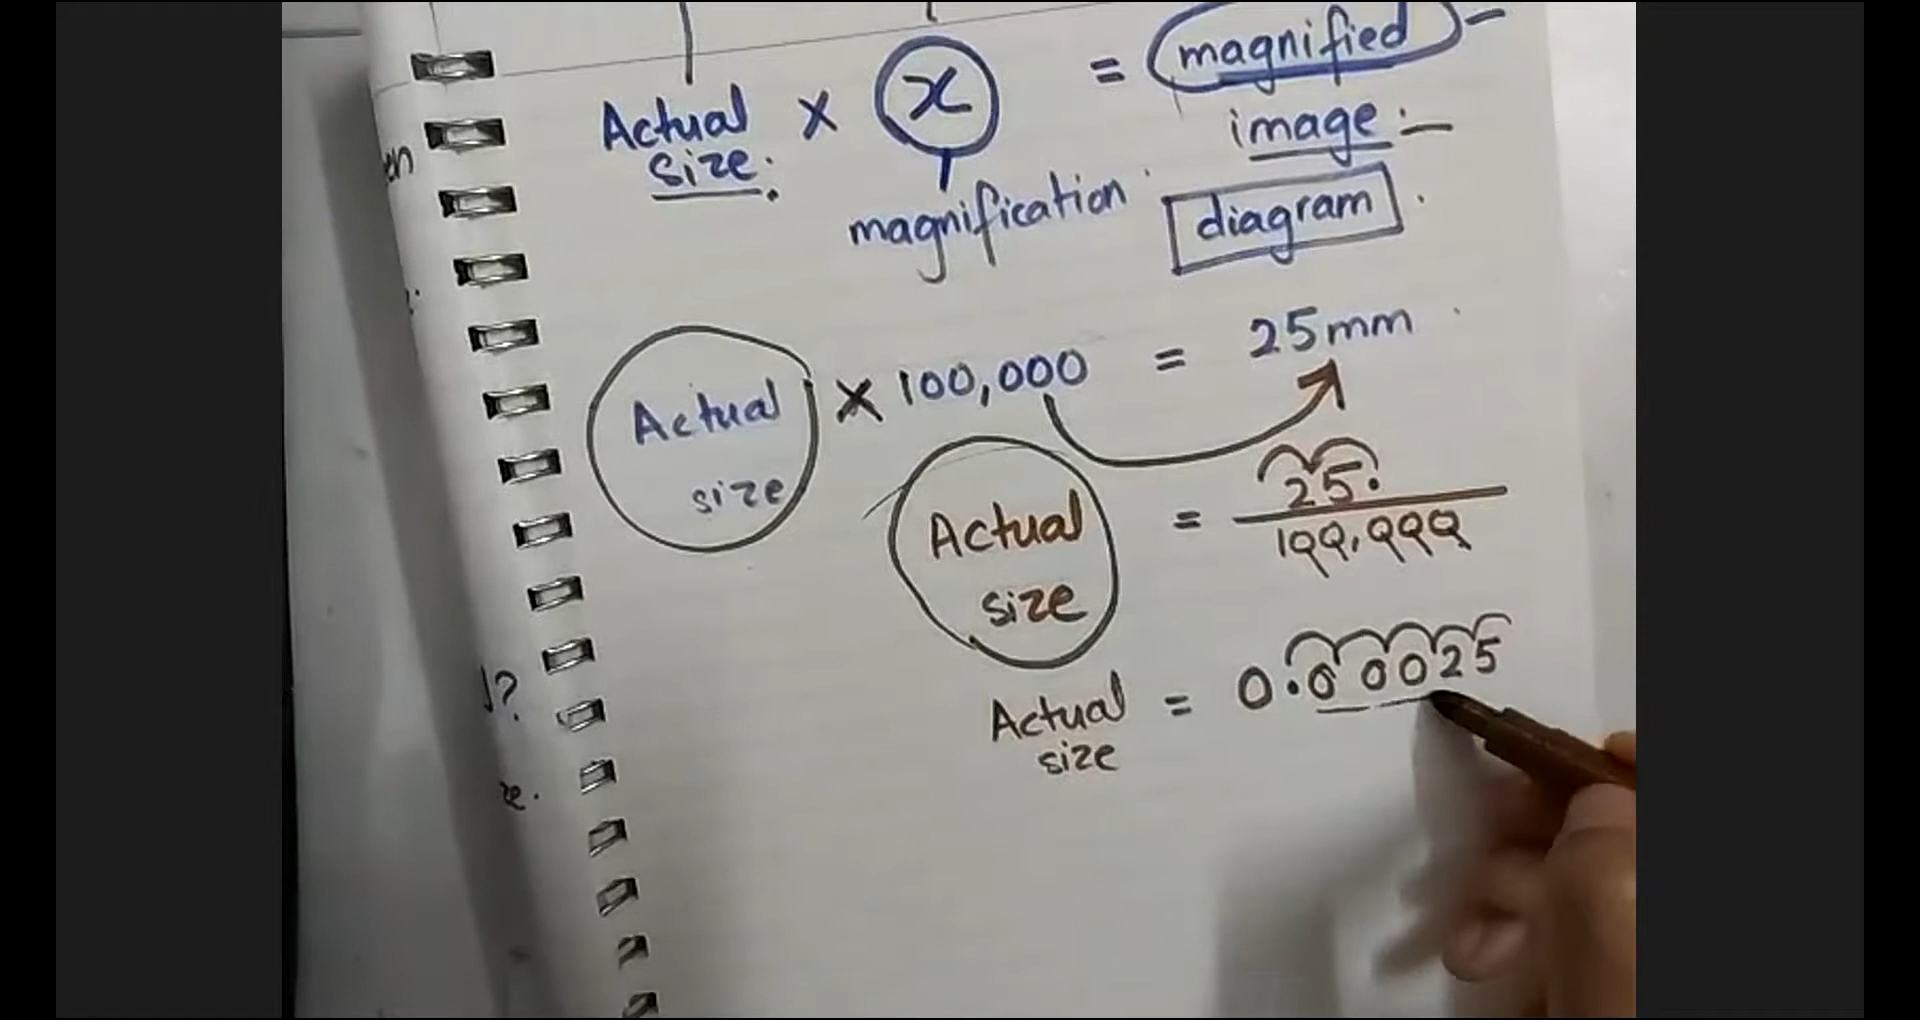 Actual × x = magnified
size. image
magnification diagram
en
Actual × 100,000 = 25mm
size
Actual = 25.
size 100,000
Actual = 0.00025
size